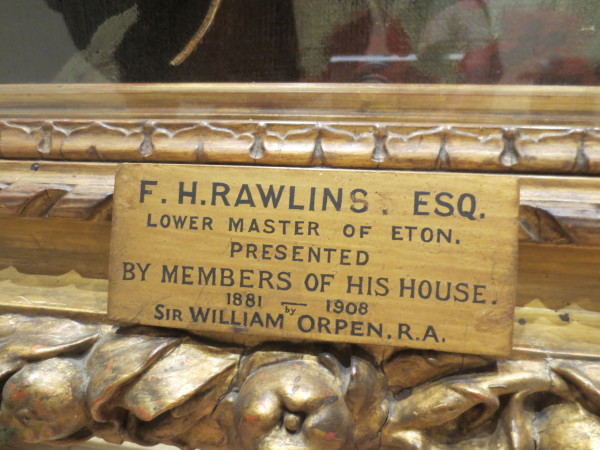 F. H. RAWLINS. ESQ.
LOWER MASTER OF ETON.
PRESENTED
BY MEMBERS OF HIS HOUSE.
1881 — 1908
by
SIR WILLIAM ORPEN, R.A.